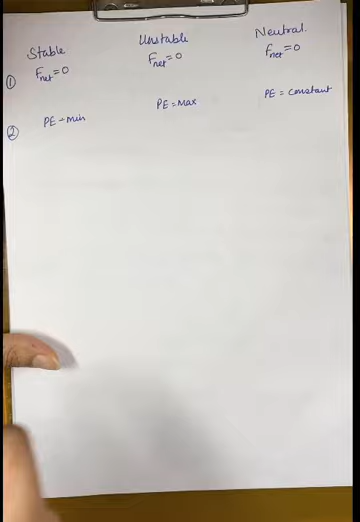 Stable Unstable Neutral.
① Fnet = 0 Fnet = 0 Fnet = 0
② PE - min PE = Max PE = constant